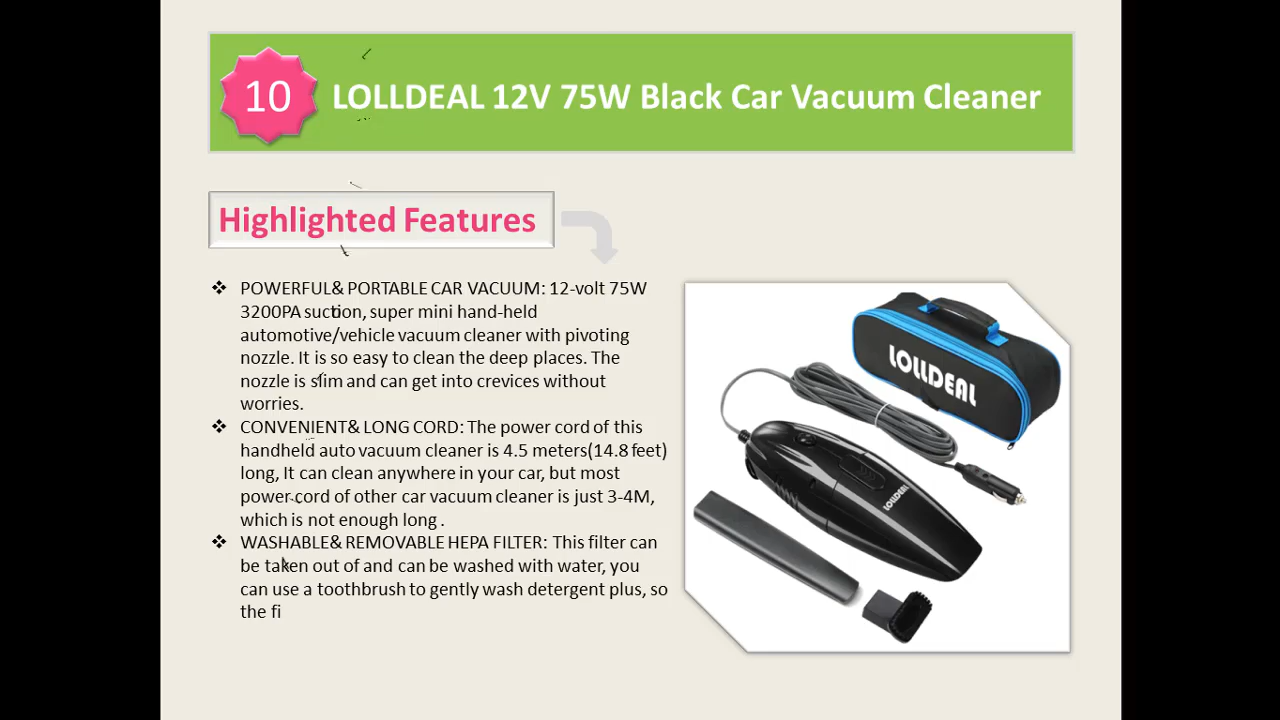 10
LOLLDEAL 12V 75W Black Car Vacuum Cleaner
Highlighted Features
❖ POWERFUL& PORTABLE CAR VACUUM: 12-volt 75W
3200PA suction, super mini hand-held
automotive/vehicle vacuum cleaner with pivoting
nozzle. It is so easy to clean the deep places. The
nozzle is slim and can get into crevices without
worries.
❖ CONVENIENT& LONG CORD: The power cord of this
handheld auto vacuum cleaner is 4.5 meters(14.8 feet)
long, It can clean anywhere in your car, but most
power cord of other car vacuum cleaner is just 3-4M,
which is not enough long .
❖ WASHABLE& REMOVABLE HEPA FILTER: This filter can
be taken out of and can be washed with water, you
can use a toothbrush to gently wash detergent plus, so
the fi
LOLLDEAL
LOLLDEAL